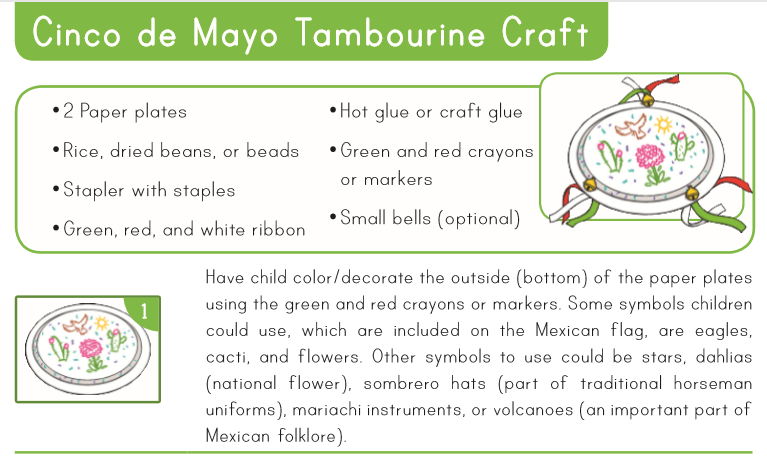 Cinco de Mayo Tambourine Craft
•2 Paper plates
•Rice, dried beans, or beads
•Stapler with staples
•Green, red, and white ribbon
•Hot glue or craft glue
•Green and red crayons
or markers
•Small bells (optional)
1
Have child color/decorate the outside (bottom) of the paper plates
using the green and red crayons or markers. Some symbols children
could use, which are included on the Mexican flag, are eagles,
cacti, and flowers. Other symbols to use could be stars, dahlias
(national flower), sombrero hats (part of traditional horseman
uniforms), mariachi instruments, or volcanoes (an important part of
Mexican folklore).